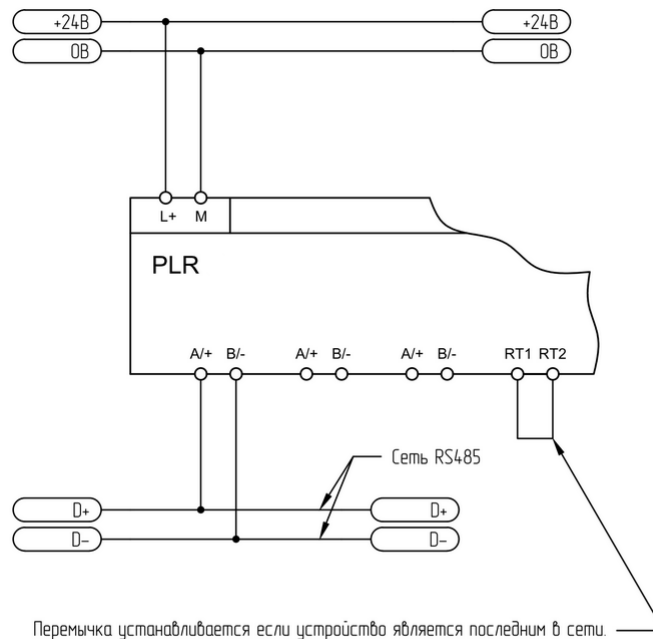 +24В +24В
0В 0В
L+ M
PLR
A/+ B/- A/+ B/- A/+ B/- RT1 RT2
Сеть RS485
D+ D+
D- D-
Перемычка устанавливается если устройство является последним в сети.